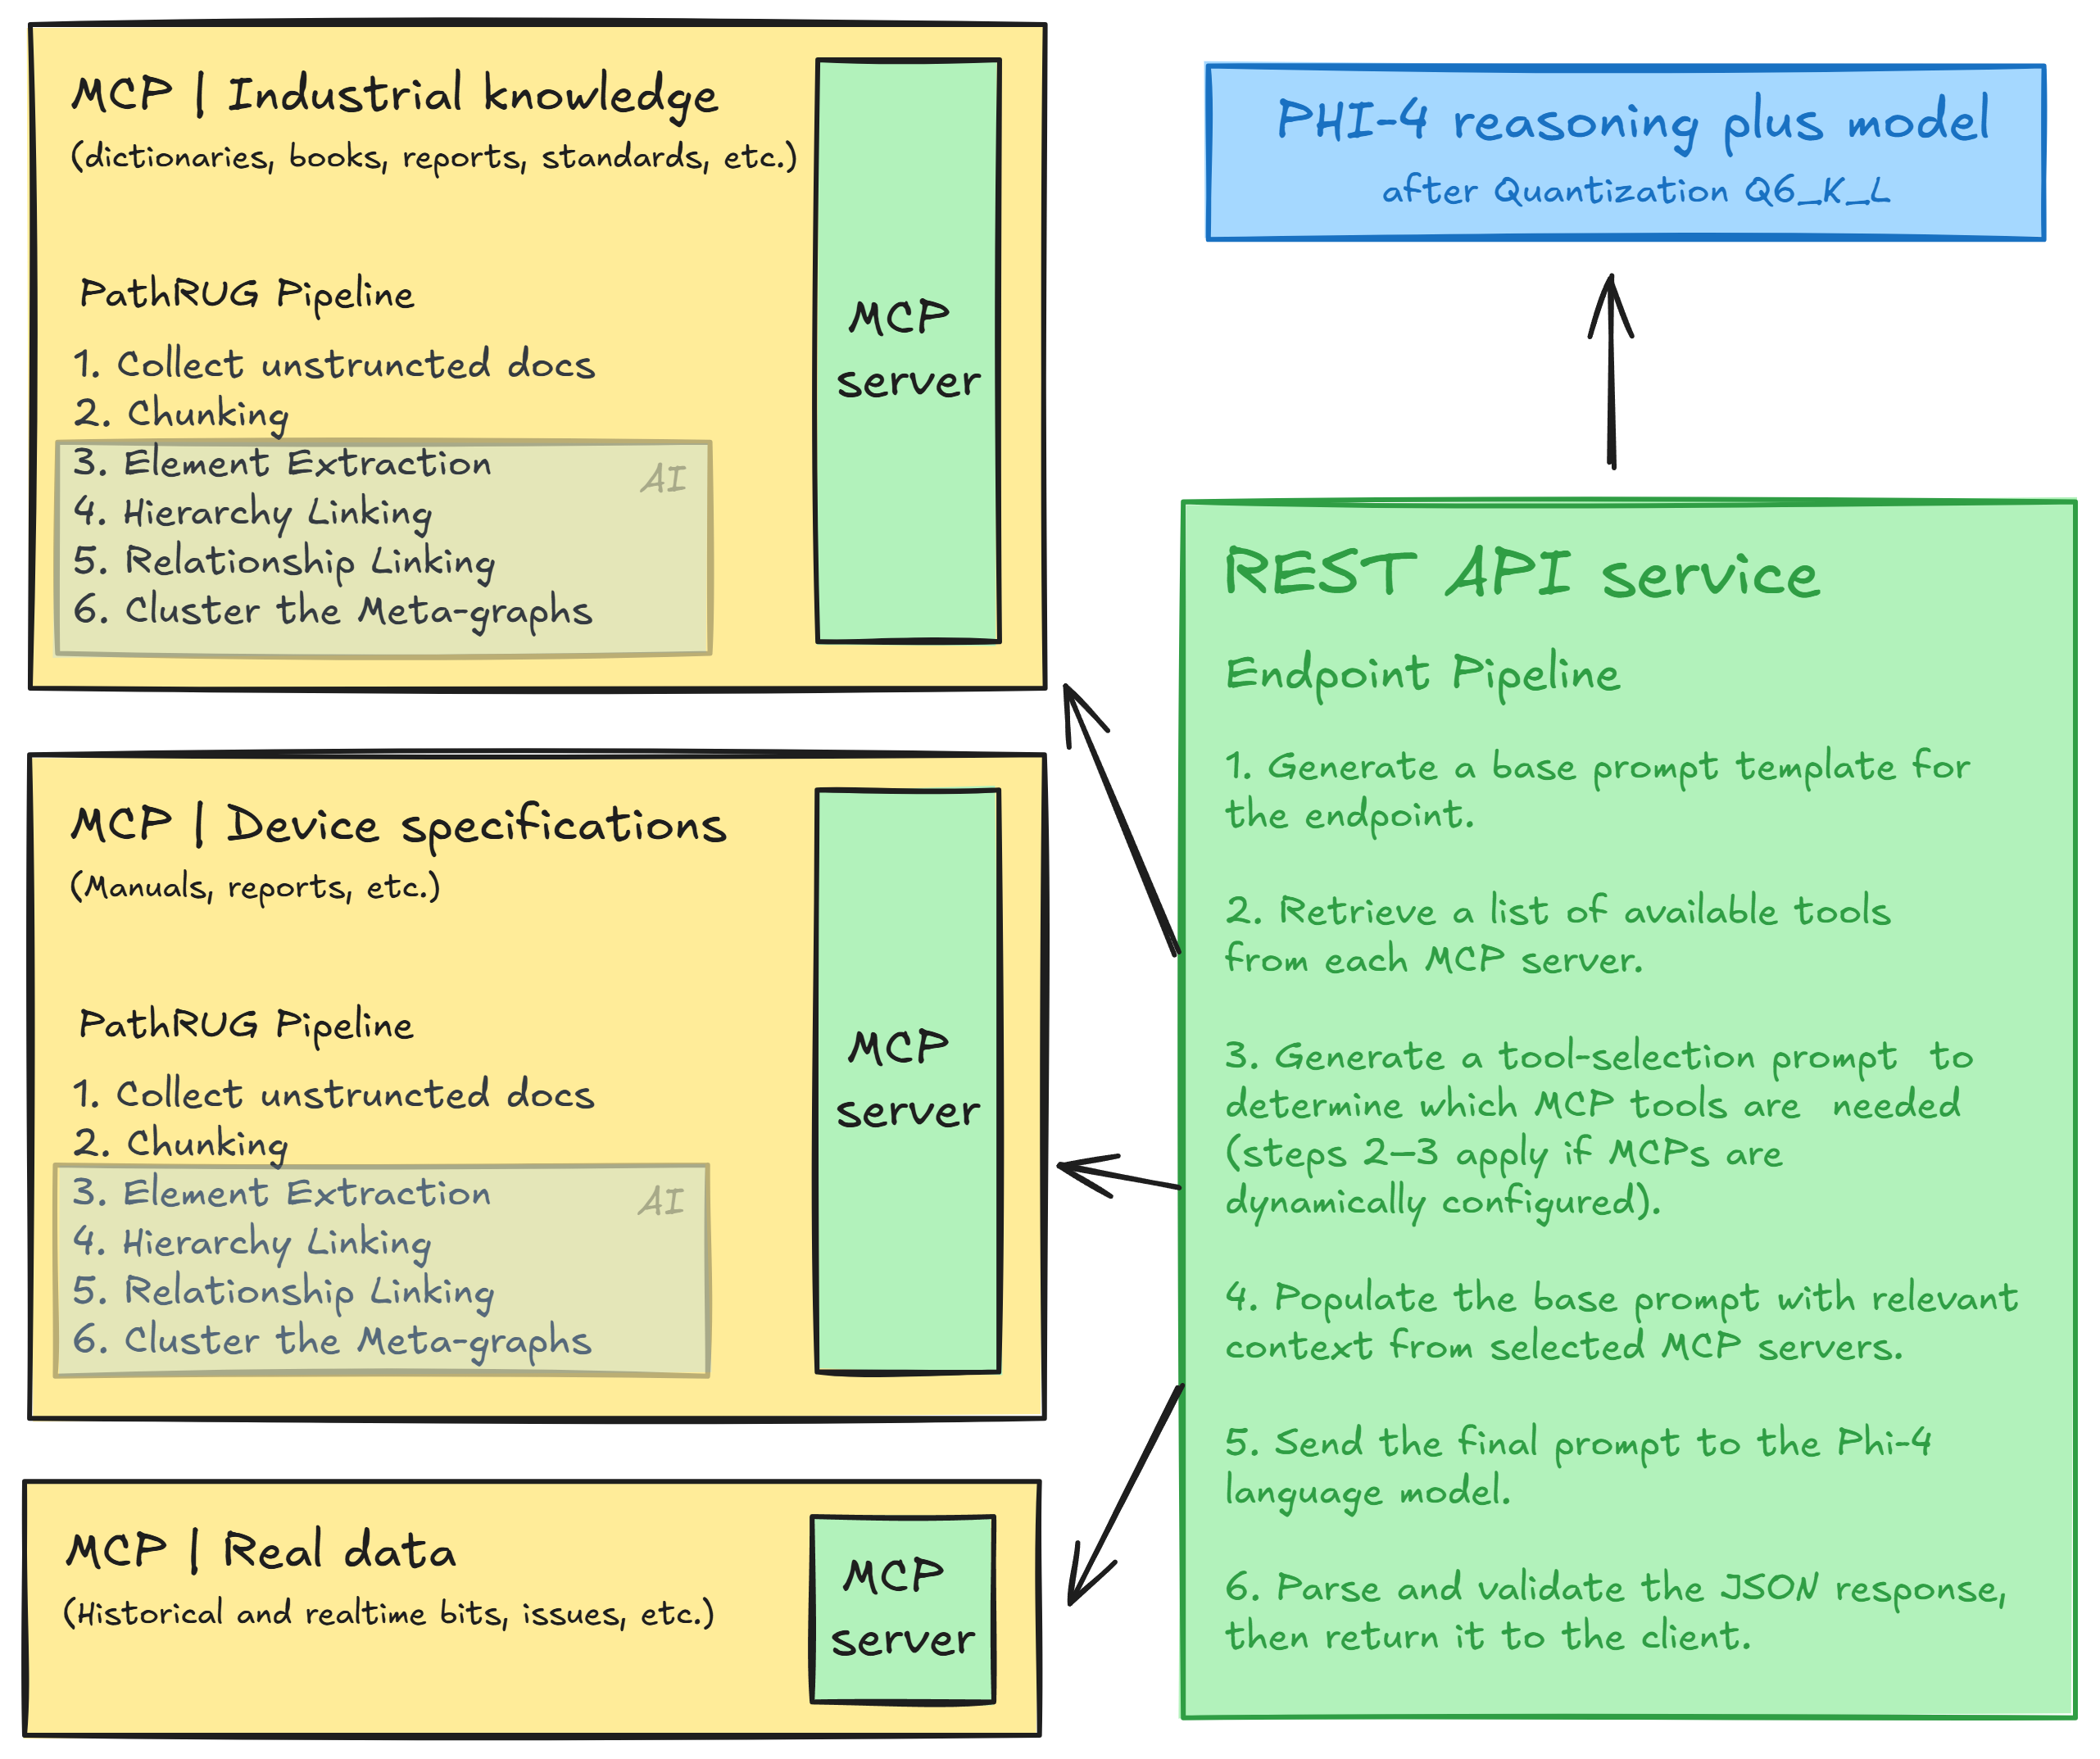 MCP | Industrial knowledge
(dictionaries, books, reports, standards, etc.)
PathRUG Pipeline
1. Collect unstruncted docs
2. Chunking
3. Element Extraction
AI
4. Hierarchy Linking
5. Relationship Linking
6. Cluster the Meta-graphs
MCP
server
MCP | Device specifications
(Manuals, reports, etc.)
PathRUG Pipeline
1. Collect unstruncted docs
2. Chunking
3. Element Extraction
AI
4. Hierarchy Linking
5. Relationship Linking
6. Cluster the Meta-graphs
MCP
server
MCP | Real data
(Historical and realtime bits, issues, etc.)
MCP
server
PHI-4 reasoning plus model
after Quantization Q6_K_L
REST API service
Endpoint Pipeline
1. Generate a base prompt template for
the endpoint.
2. Retrieve a list of available tools
from each MCP server.
3. Generate a tool-selection prompt to
determine which MCP tools are needed
(steps 2–3 apply if MCPs are
dynamically configured).
4. Populate the base prompt with relevant
context from selected MCP servers.
5. Send the final prompt to the Phi-4
language model.
6. Parse and validate the JSON response,
then return it to the client.